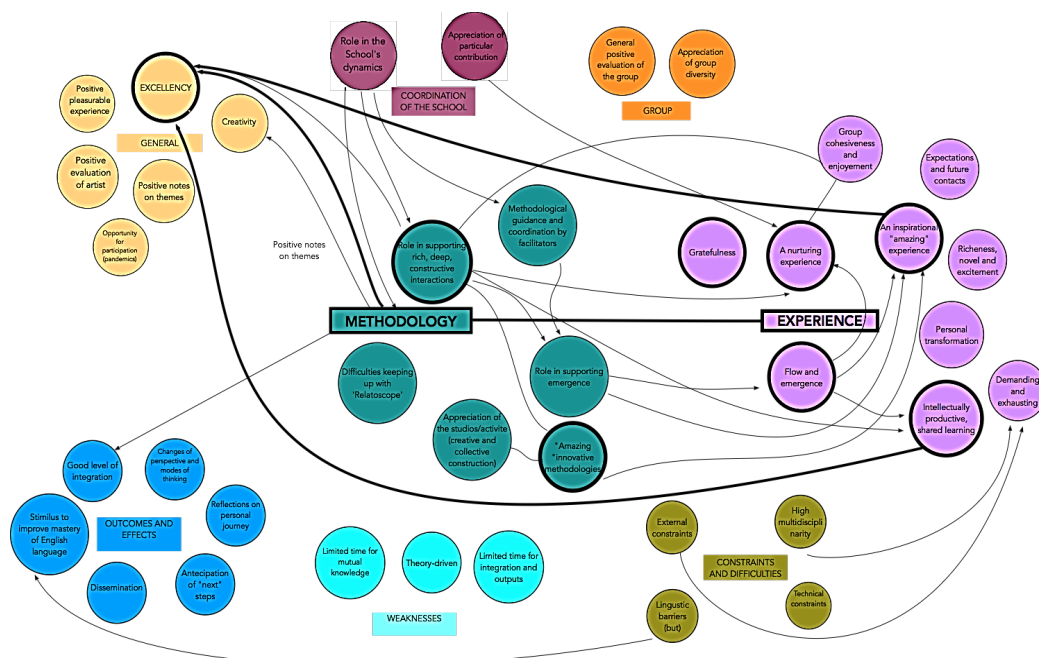 EXCELLENCY
Positive
pleasurable
experience
GENERAL
Creativity
Positive
evaluation of
artist
Positive notes
on themes
Opportunity
for
participation
(pandemics)
Role in the
School's
dynamics
Appreciation of
particular
contribution
COORDINATION
OF THE SCHOOL
General
positive
evaluation of
the group
Appreciation
of group
diversity
GROUP
Positive notes
on themes
Role in supporting
rich, deep,
constructive
interactions
Methodological
guidance and
coordination by
facilitators
METHODOLOGY
DIfficulties keeping
up with
'Relatoscope'
Role in supporting
emergence
Appreciation of
the studios/activite
(creative and
collective
construction)
"Amazing
"innovative
methodologies
Group
cohesiveness
and
enjoyement
Expectations
and future
contacts
Gratefulness
A nurturing
experience
An inspirational
"amazing"
experience
Richeness,
novel and
excitement
EXPERIENCE
Personal
transformation
Flow and
emergence
Demanding
and
exhausting
Intellectually
productive,
shared learning
Good level of
integration
Changes of
perspective and
modes of
thinking
Stimilus to
improve mastery
of English
language
OUTCOMES AND
EFFECTS
Reflections on
personal
journey
Dissemination
Antecipation
of "next"
steps
Limited time for
mutual
knowledge
Theory-driven
Limited time for
integration and
outputs
WEAKNESSES
External
constraints
High
multidiscipli
narity
CONSTRAINTS
AND DIFFICULTIES
Lingustic
barriers
(but)
Technical
constraints